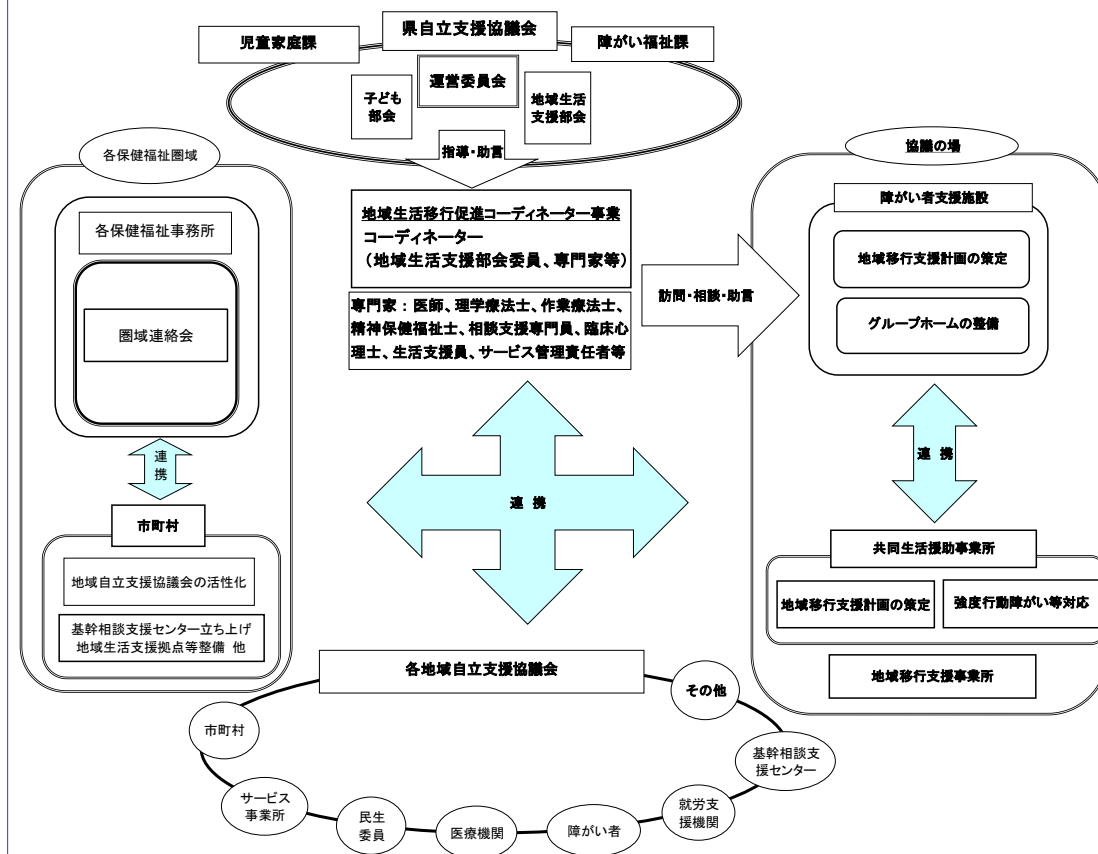 児童家庭課
県自立支援協議会
障がい福祉課
運営委員会
子ども
部会
地域生活
支援部会
指導・助言
各保健福祉圏域
各保健福祉事務所
圏域連絡会
連
携
市町村
地域自立支援協議会の活性化
基幹相談支援センター立ち上げ
地域生活支援拠点等整備 他
地域生活移行促進コーディネーター事業
コーディネーター
（地域生活支援部会委員、専門家等）
専門家：医師、理学療法士、作業療法士、
精神保健福祉士、相談支援専門員、臨床心
理士、生活支援員、サービス管理責任者等
訪問・相談・助言
連 携
協議の場
障がい者支援施設
地域移行支援計画の策定
グループホームの整備
連 携
共同生活援助事業所
地域移行支援計画の策定
強度行動障がい等対応
地域移行支援事業所
各地域自立支援協議会
その他
市町村
基幹相談支
援センター
サービス
事業所
民生
委員
医療機関
障がい者
就労支
援機関